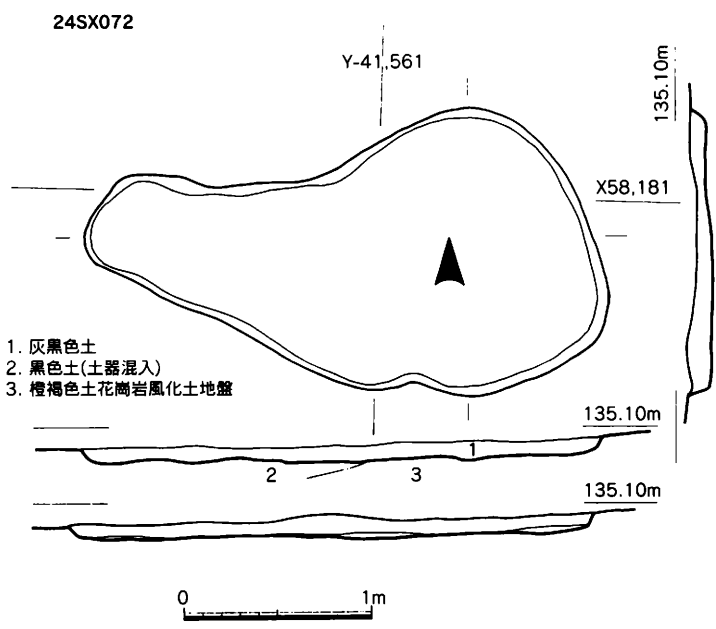 24SX072
Y-41,561
135.10m
X58,181
1. 灰黒色土
2. 黒色土(土器混入)
3. 橙褐色土花崗岩風化土地盤
135.10m
1
2
3
135.10m
0
1m